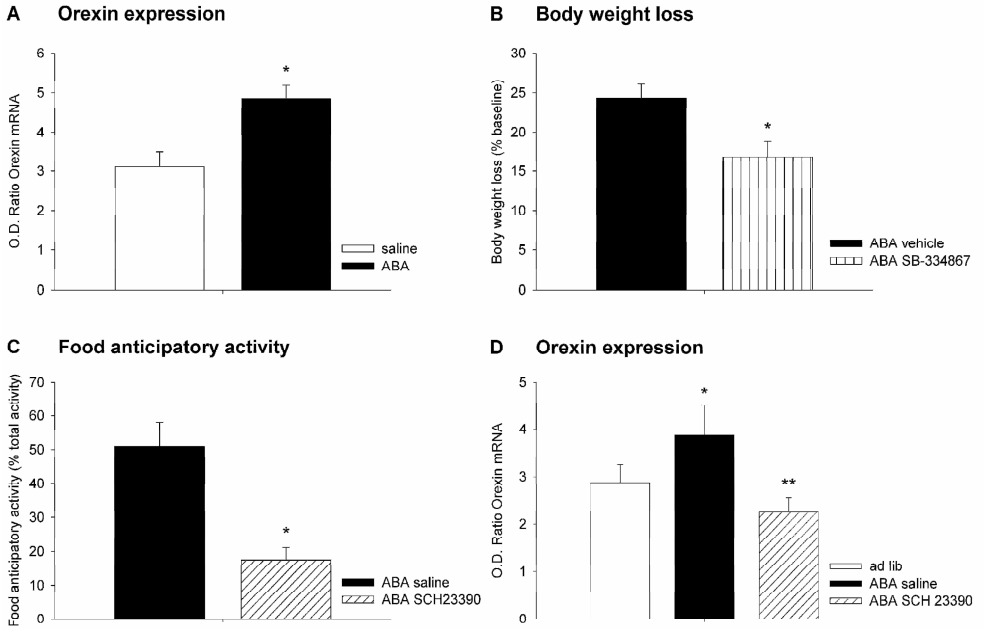 A Orexin expression
O.D. Ratio Orexin mRNA
6
5
4
3
2
1
0
*
saline
ABA
B Body weight loss
Body weight loss (% baseline)
30
25
20
15
10
5
0
*
ABA vehicle
ABA SB-334867
C Food anticipatory activity
Food anticipatory activity (% total activity)
70
60
50
40
30
20
10
0
*
ABA saline
ABA SCH23390
D Orexin expression
O.D. Ratio Orexin mRNA
5
4
3
2
1
0
*
**
ad lib
ABA saline
ABA SCH 23390